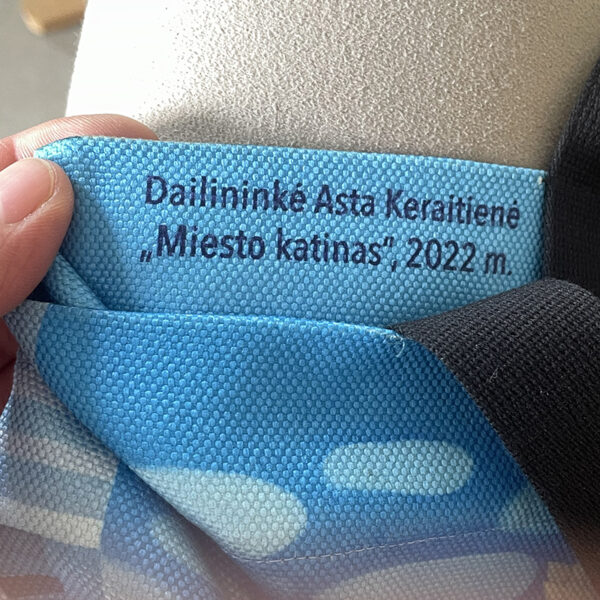 Dailininkė Asta Keraitienė
„Miesto katinas“, 2022 m.